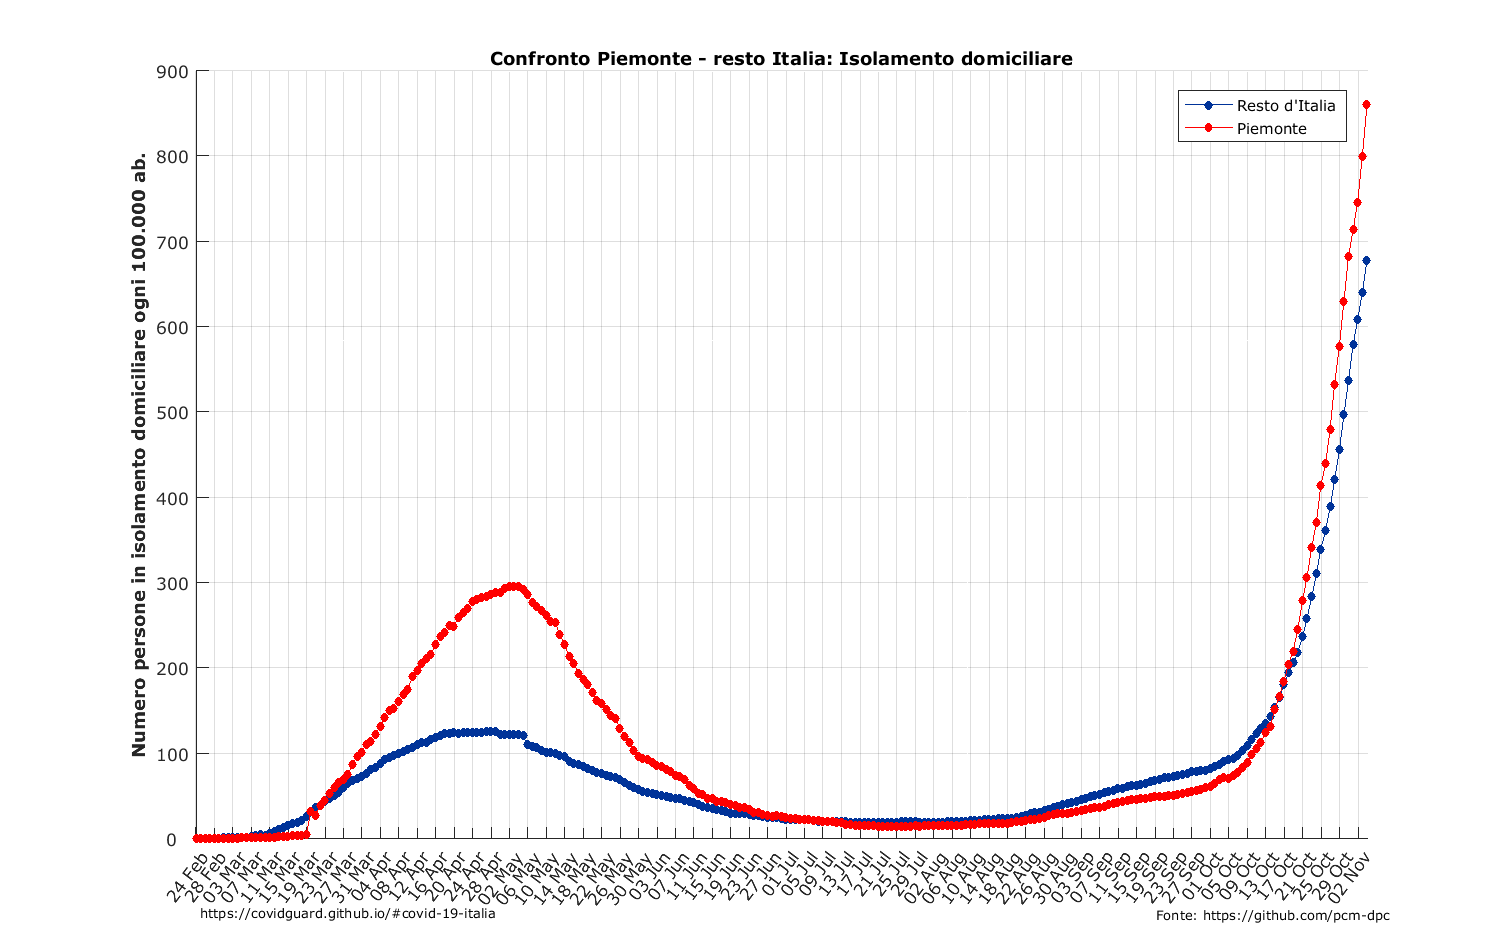 Confronto Piemonte - resto Italia: Isolamento domiciliare
Numero persone in isolamento domiciliare ogni 100.000 ab.
900
800
700
600
500
400
300
200
100
0
Resto d'Italia
Piemonte
24 Feb
28 Feb
03 Mar
07 Mar
11 Mar
15 Mar
19 Mar
23 Mar
27 Mar
31 Mar
04 Apr
08 Apr
12 Apr
16 Apr
20 Apr
24 Apr
28 Apr
02 May
06 May
10 May
14 May
18 May
22 May
26 May
30 May
03 Jun
07 Jun
11 Jun
15 Jun
19 Jun
23 Jun
27 Jun
01 Jul
05 Jul
09 Jul
13 Jul
17 Jul
21 Jul
25 Jul
29 Jul
02 Aug
06 Aug
10 Aug
14 Aug
18 Aug
22 Aug
26 Aug
30 Aug
03 Sep
07 Sep
11 Sep
15 Sep
19 Sep
23 Sep
27 Sep
01 Oct
05 Oct
09 Oct
13 Oct
17 Oct
21 Oct
25 Oct
29 Oct
02 Nov
https://covidguard.github.io/#covid-19-italia
Fonte: https://github.com/pcm-dpc